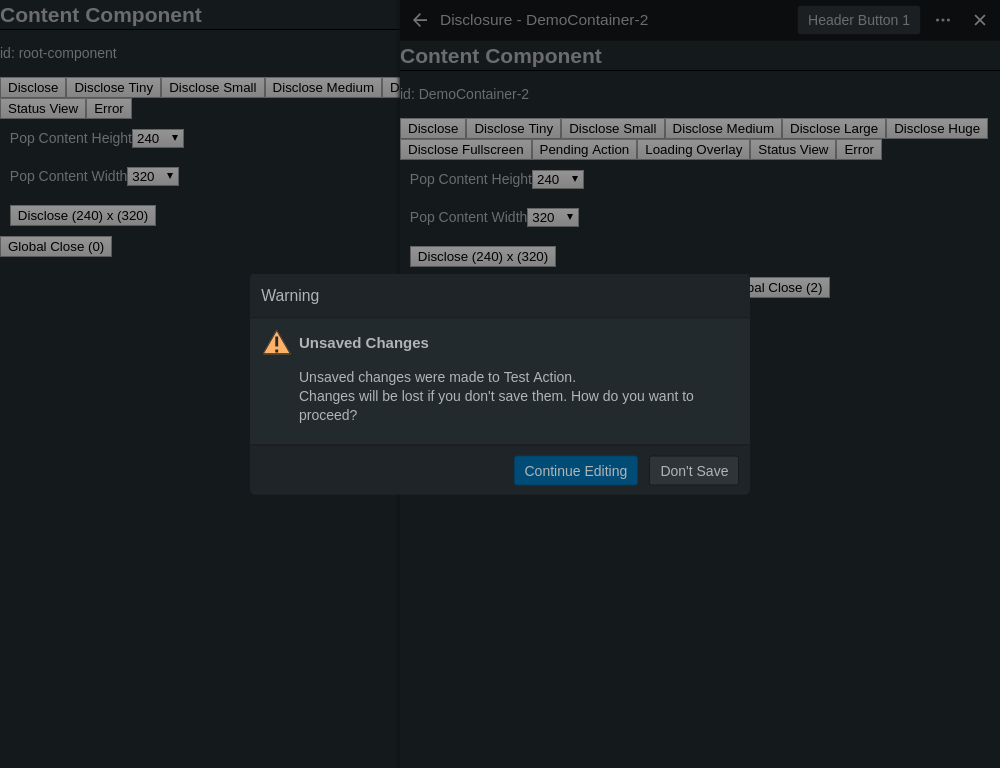 Content Component
id: root-component
Disclose Disclose Tiny Disclose Small Disclose Medium D
Status View Error
Pop Content Height 240
Pop Content Width 320
Disclose (240) x (320)
Global Close (0)
Disclosure - DemoContainer-2 Header Button 1
Content Component
id: DemoContainer-2
Disclose Disclose Tiny Disclose Small Disclose Medium Disclose Large Disclose Huge
Disclose Fullscreen Pending Action Loading Overlay Status View Error
Pop Content Height 240
Pop Content Width 320
Disclose (240) x (320)
bal Close (2)
Warning
Unsaved Changes
Unsaved changes were made to Test Action.
Changes will be lost if you don't save them. How do you want to
proceed?
Continue Editing Don't Save